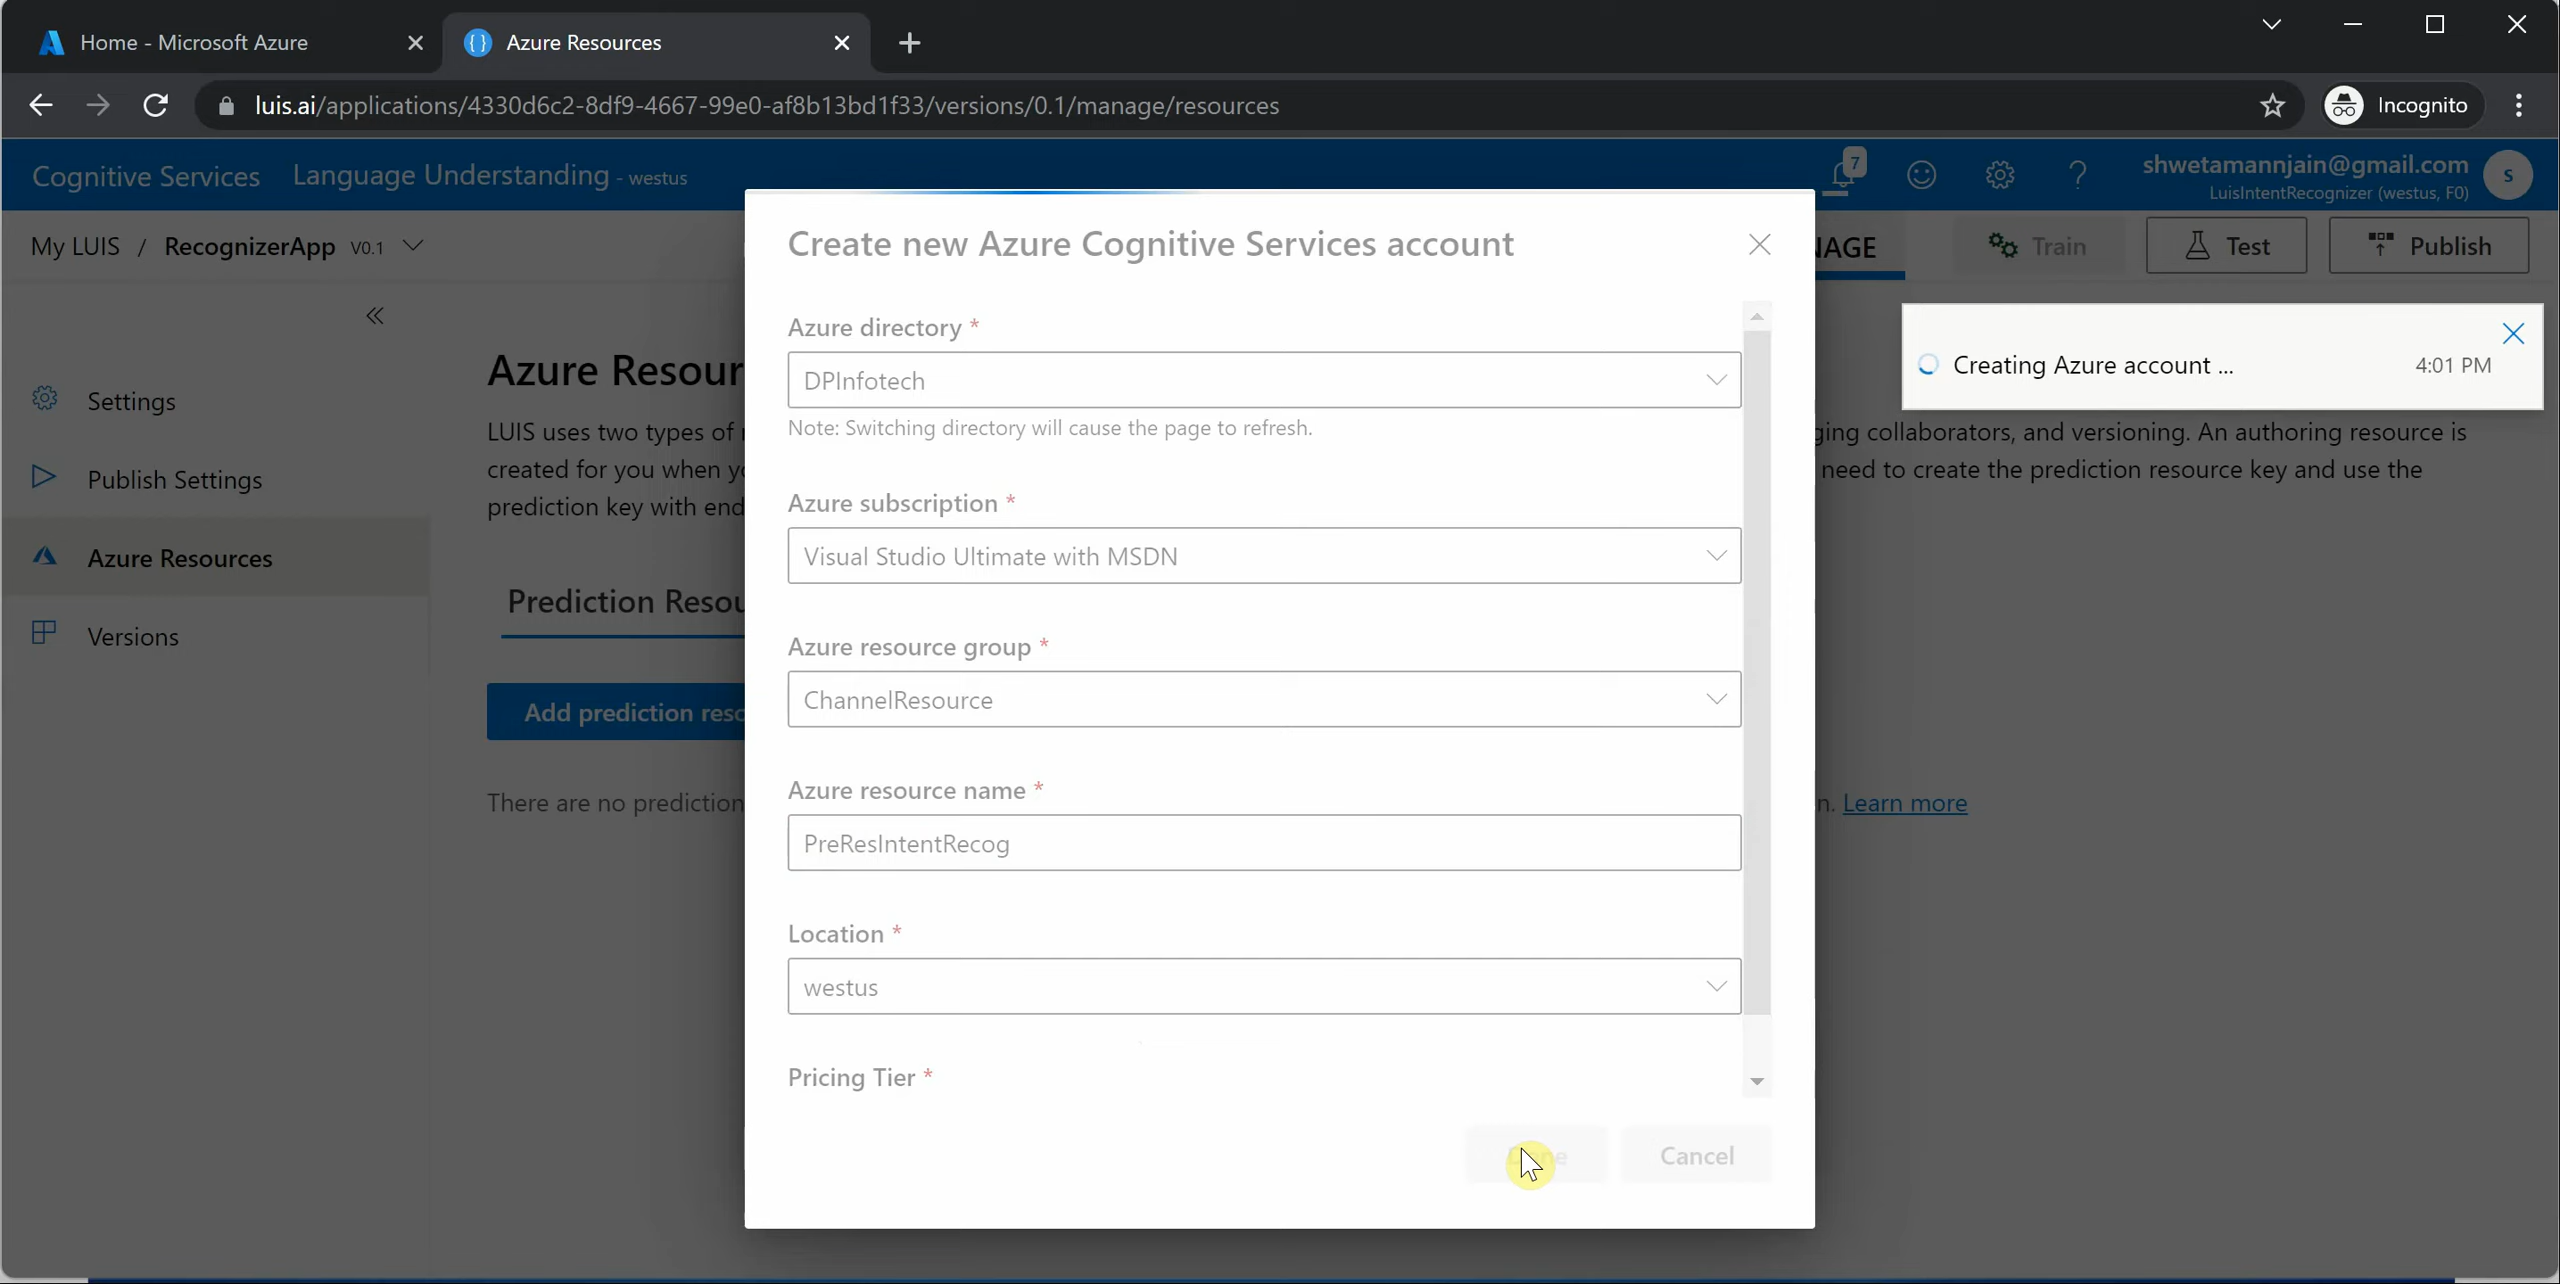 Home - Microsoft Azure
Azure Resources
luis.ai/applications/4330d6c2-8df9-4667-99e0-af8b13bd1f33/versions/0.1/manage/resources
Incognito
Cognitive Services
Language Understanding - westus
7
shwetamannjain@gmail.com
LuisIntentRecognizer (westus, F0)
S
My LUIS / RecognizerApp V0.1
Train
Test
Publish
Create new Azure Cognitive Services account
Creating Azure account ...
4:01 PM
Settings
Publish Settings
Azure Resources
Versions
Azure
LUIS uses two types of
created for you when
prediction key with
ging collaborators, and versioning. An authoring resource is
need to create the prediction resource key and use the
Prediction
Add prediction
There are no prediction
n. Learn more
Azure directory *
DPInfotech
Note: Switching directory will cause the page to refresh.
Azure subscription *
Visual Studio Ultimate with MSDN
Azure resource group *
ChannelResource
Azure resource name *
PreResIntentRecog
Location *
westus
Pricing Tier *
Cancel